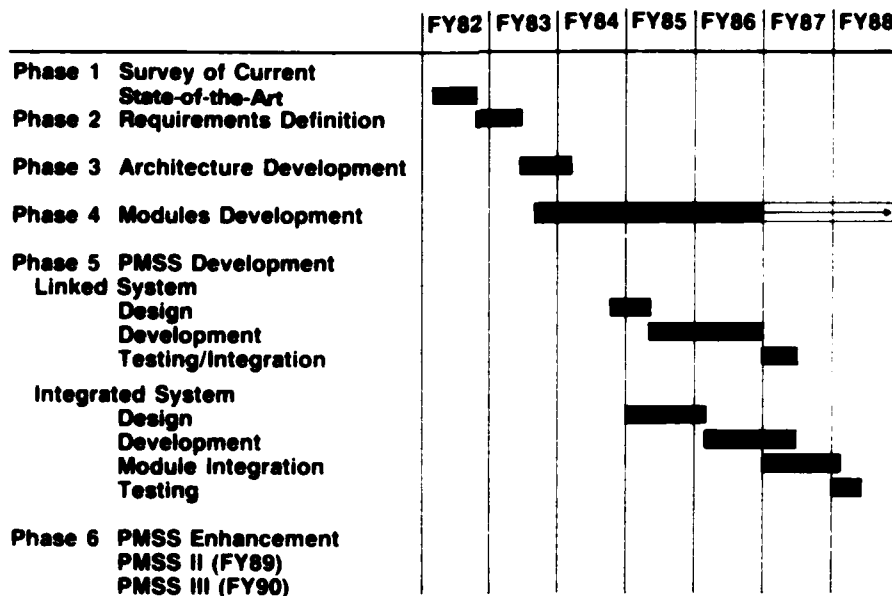 FY82 FY83 FY84 FY85 FY86 FY87 FY88
Phase 1 Survey of Current
State-of-the-Art
Phase 2 Requirements Definition
Phase 3 Architecture Development
Phase 4 Modules Development
Phase 5 PMSS Development
Linked System
Design
Development
Testing/Integration
Integrated System
Design
Development
Module Integration
Testing
Phase 6 PMSS Enhancement
PMSS II (FY89)
PMSS III (FY90)